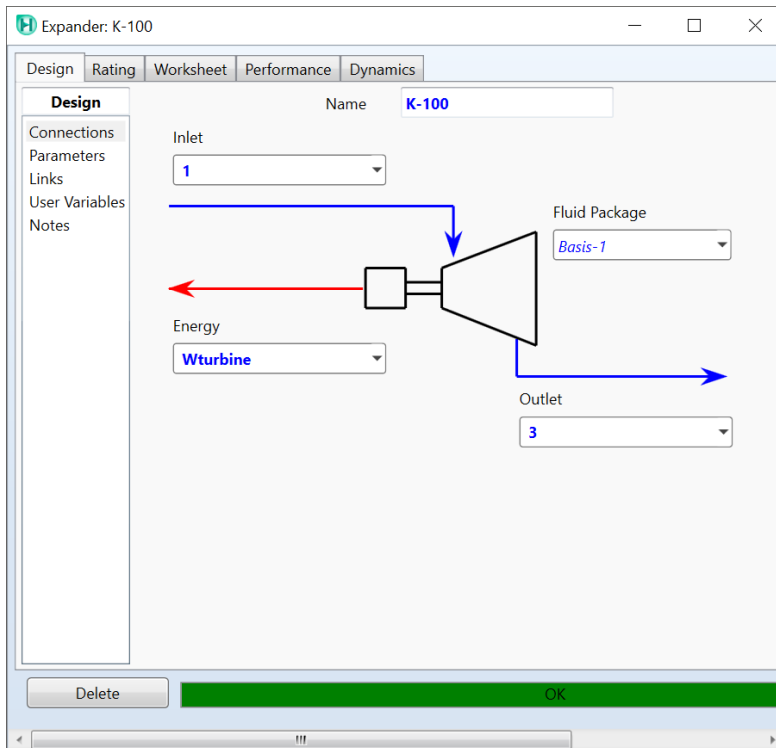 Expander: K-100
Design Rating Worksheet Performance Dynamics
Design
Connections
Parameters
Links
User Variables
Notes
Name K-100
Inlet
1
Fluid Package
Basis-1
Energy
Wturbine
Outlet
3
Delete OK